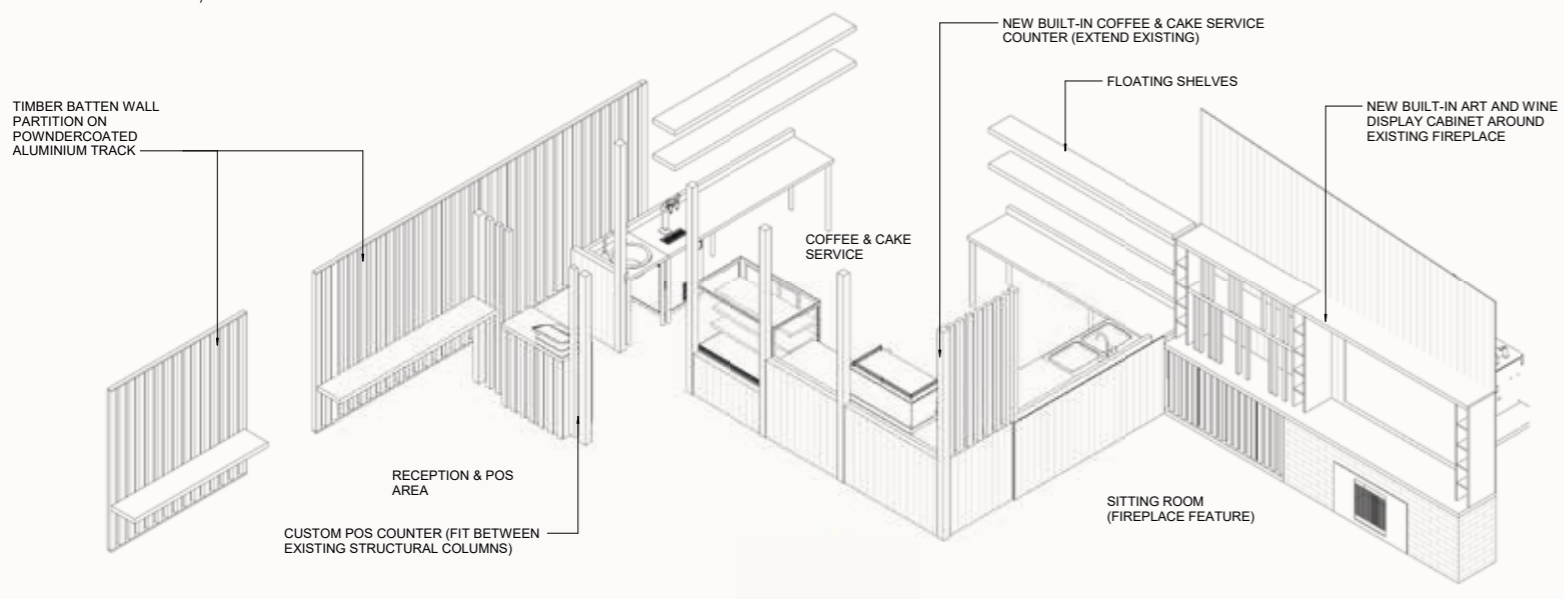 TIMBER BATTEN WALL
PARTITION ON
POWNDERCOATED
ALUMINIUM TRACK
NEW BUILT-IN COFFEE & CAKE SERVICE
COUNTER (EXTEND EXISTING)
FLOATING SHELVES
NEW BUILT-IN ART AND WINE
DISPLAY CABINET AROUND
EXISTING FIREPLACE
COFFEE & CAKE
SERVICE
RECEPTION & POS
AREA
CUSTOM POS COUNTER (FIT BETWEEN
EXISTING STRUCTURAL COLUMNS)
SITTING ROOM
(FIREPLACE FEATURE)